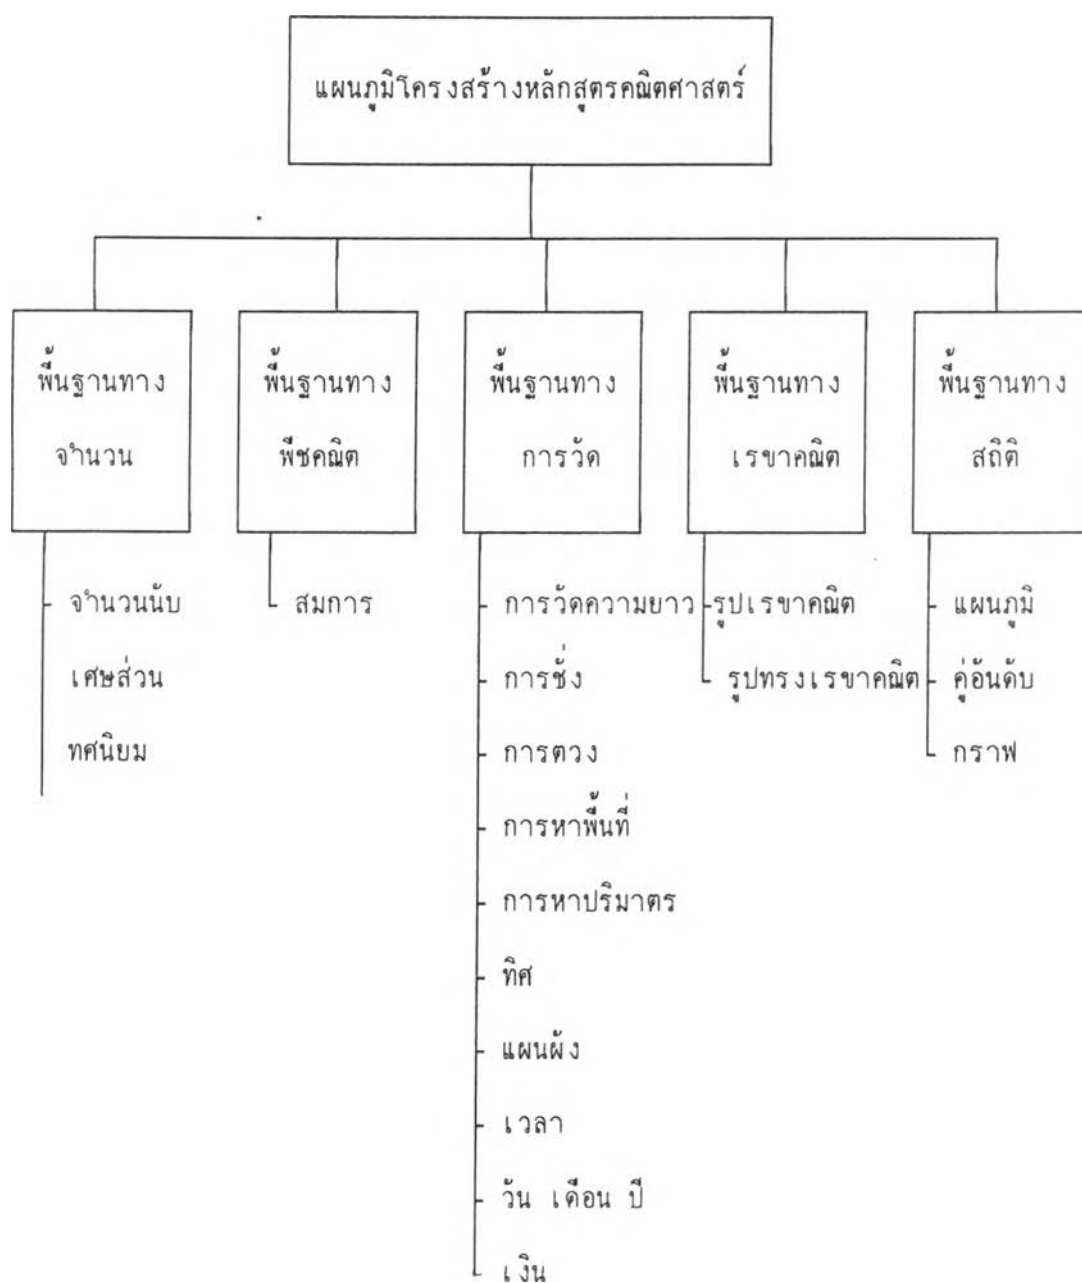 แผนภูมิโครงสร้างหลักสูตรคณิตศาสตร์
พื้นฐานทาง
จำนวน
พื้นฐานทาง
พีชคณิต
พื้นฐานทาง
การวัด
พื้นฐานทาง
เรขาคณิต
พื้นฐานทาง
สถิติ
จำนวนนับ
เศษส่วน
ทศนิยม
สมการ
การวัดความยาว
การชั่ง
การตวง
การหาพื้นที่
การหาปริมาตร
ทิศ
แผนผัง
เวลา
วัน เดือน ปี
เงิน
รูปเรขาคณิต
รูปทรงเรขาคณิต
แผนภูมิ
คู่อันดับ
กราฟ